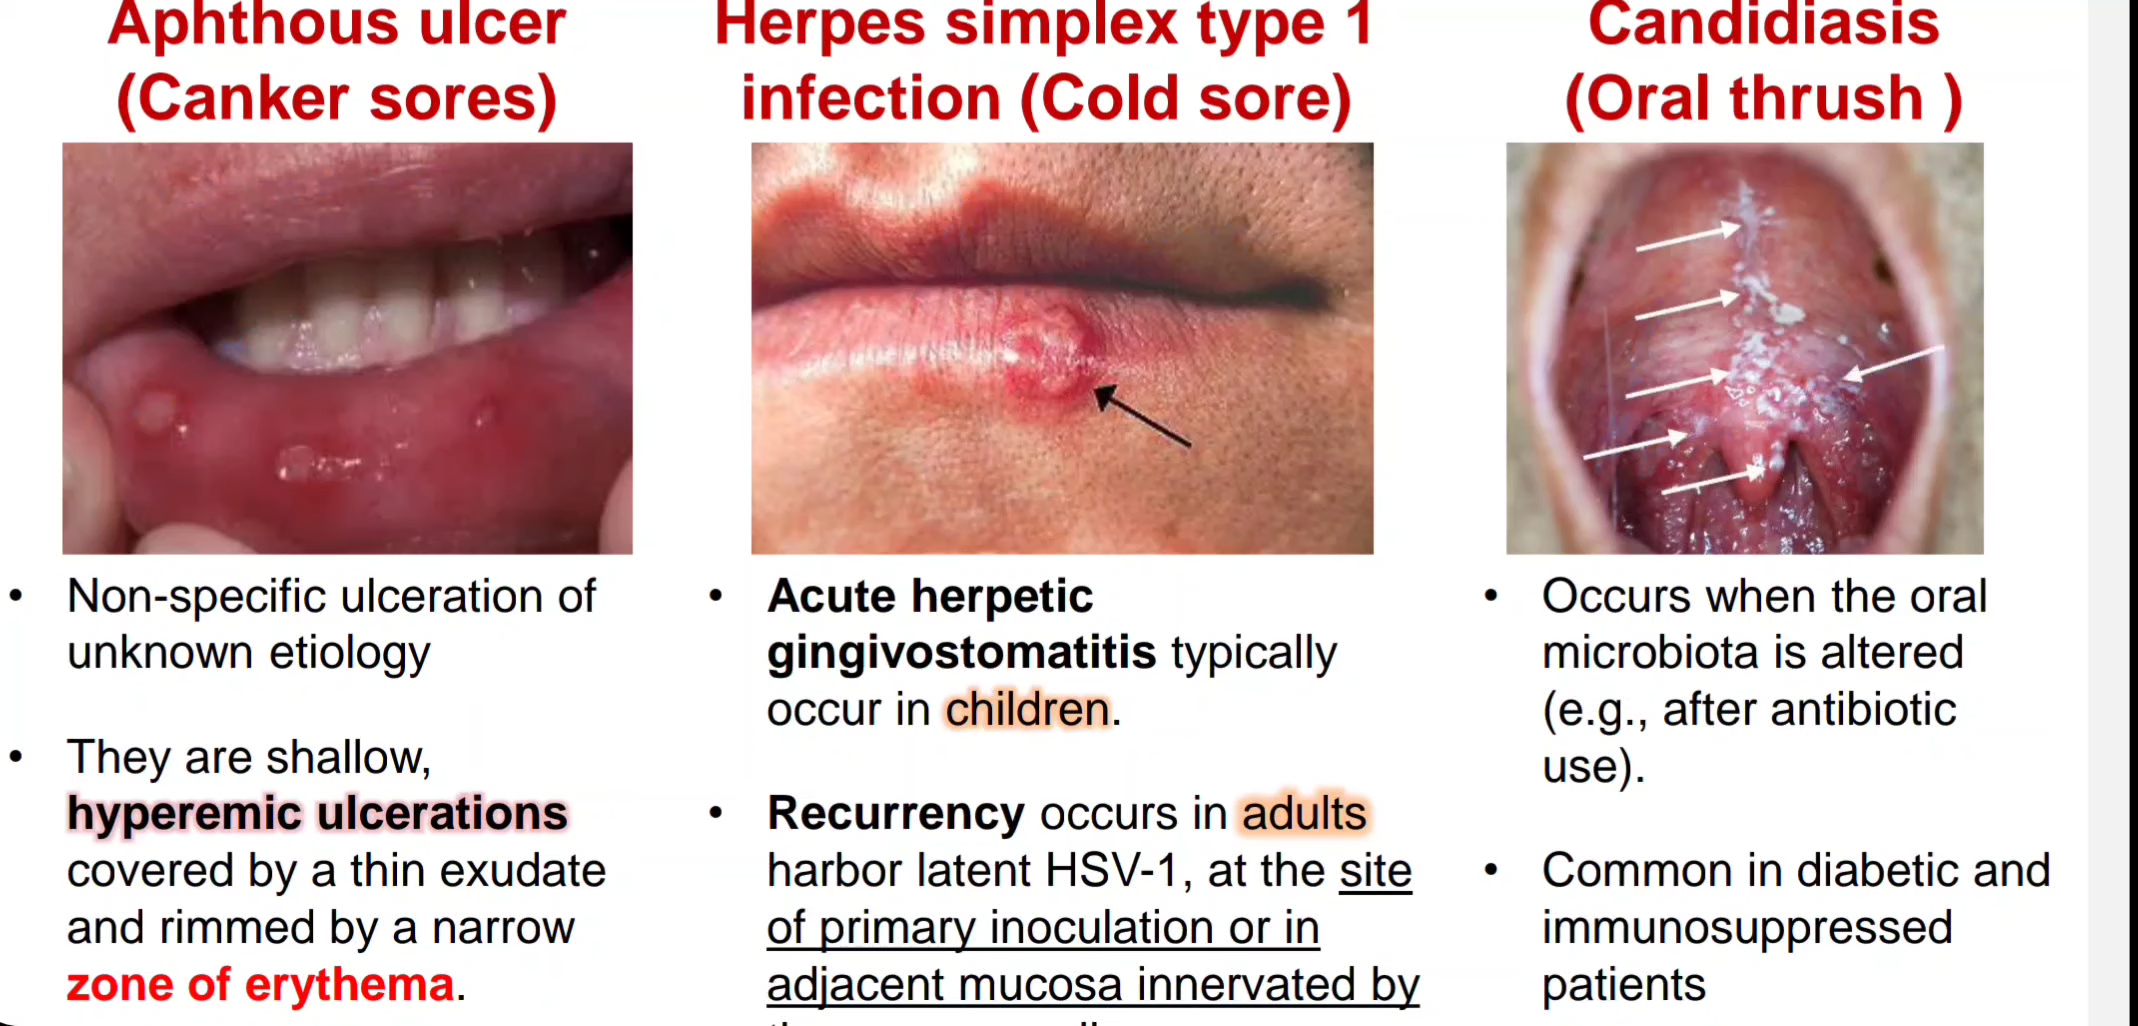 Aphthous ulcer
(Canker sores)
• Non-specific ulceration of
unknown etiology
• They are shallow,
hyperemic ulcerations
covered by a thin exudate
and rimmed by a narrow
zone of erythema.
Herpes simplex type 1
infection (Cold sore)
• Acute herpetic
gingivostomatitis typically
occur in children.
• Recurrency occurs in adults
harbor latent HSV-1, at the site
of primary inoculation or in
adjacent mucosa innervated by
Candidiasis
(Oral thrush )
• Occurs when the oral
microbiota is altered
(e.g., after antibiotic
use).
• Common in diabetic and
immunosuppressed
patients